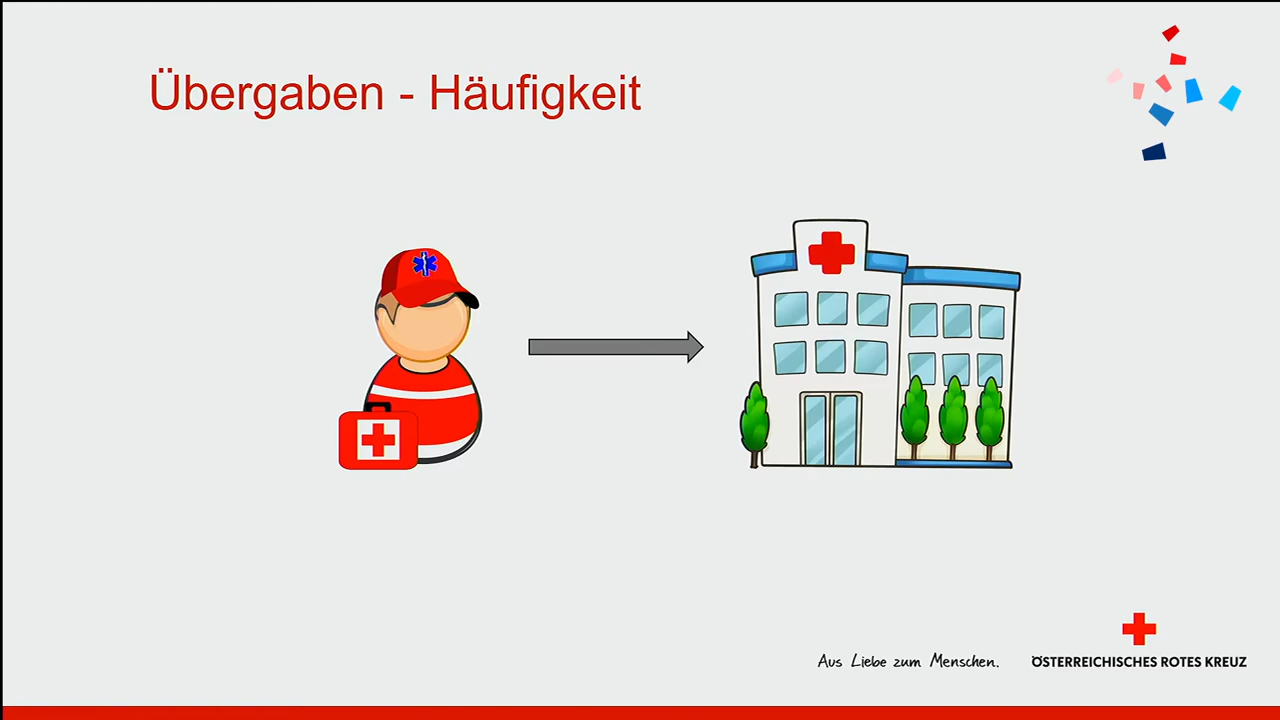 Übergaben - Häufigkeit
Aus Liebe zum Menschen.
ÖSTERREICHISCHES ROTES KREUZ